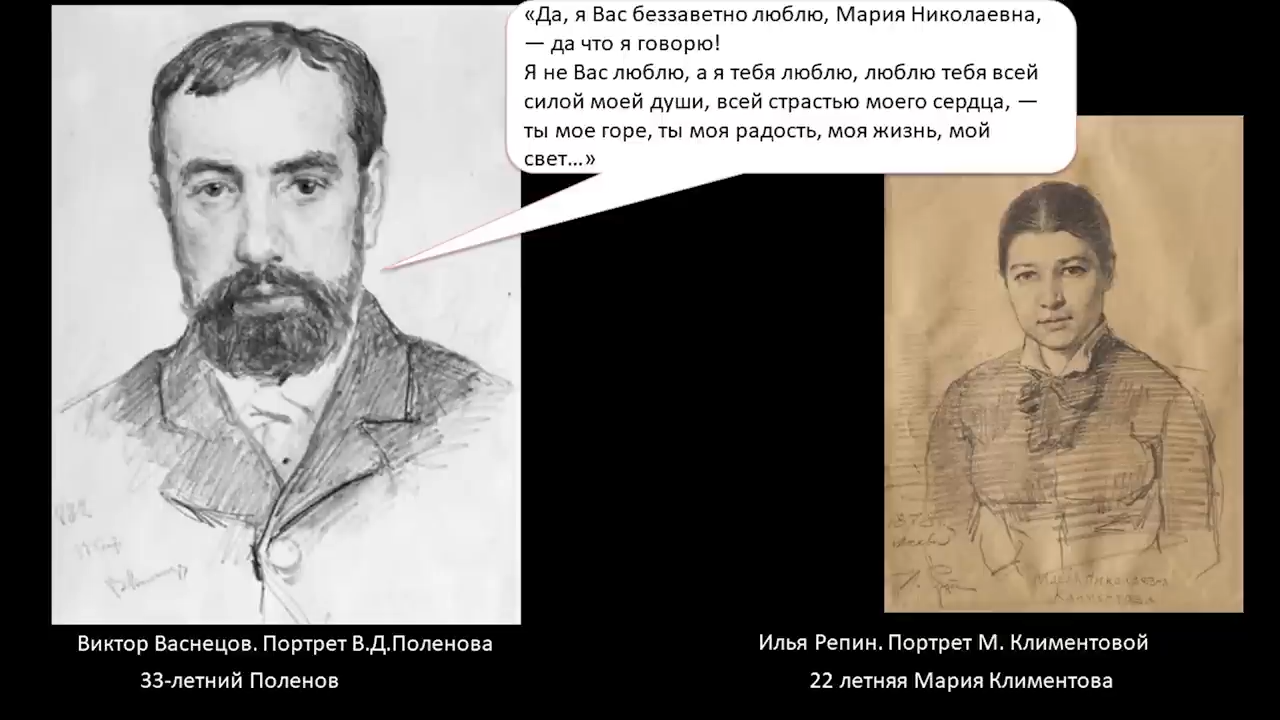 «Да, я Вас беззаветно люблю, Мария Николаевна,
— да что я говорю!
Я не Вас люблю, а я тебя люблю, люблю тебя всей
силой моей души, всей страстью моего сердца, —
ты мое горе, ты моя радость, моя жизнь, мой
свет...»
Виктор Васнецов. Портрет В.Д.Поленова
33-летний Поленов
Илья Репин. Портрет М. Климентовой
22 летняя Мария Климентова